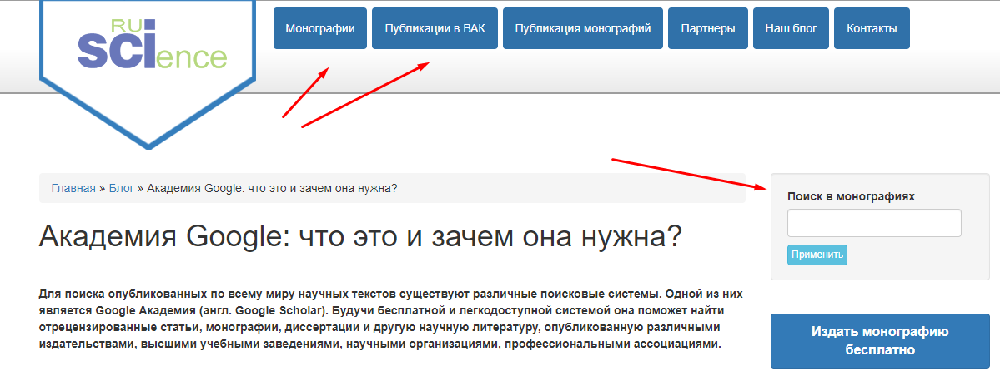 RU
science
Монографии Публикации в ВАК Публикация монографий Партнеры Наш блог Контакты
Главная » Блог » Академия Google: что это и зачем она нужна?
Академия Google: что это и зачем она нужна?
Для поиска опубликованных по всему миру научных текстов существуют различные поисковые системы. Одной из них
является Google Академия (англ. Google Scholar). Будучи бесплатной и легкодоступной системой она поможет найти
отрецензированные статьи, монографии, диссертации и другую научную литературу, опубликованную различными
издательствами, высшими учебными заведениями, научными организациями, профессиональными ассоциациями.
Поиск в монографиях
Применить
Издать монографию
бесплатно